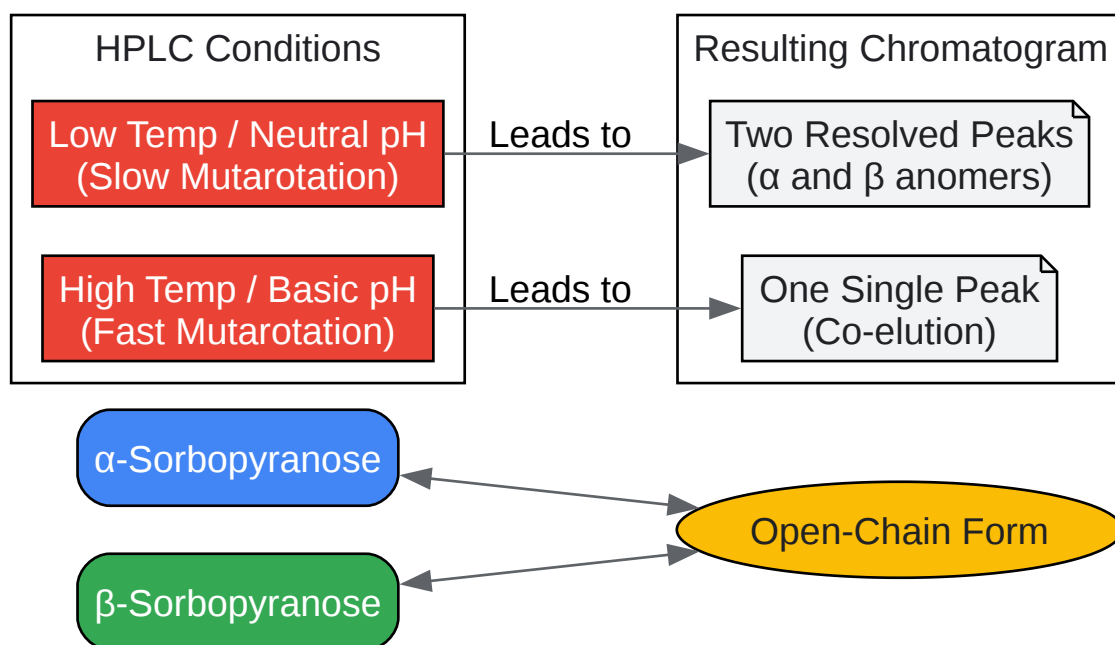 HPLC Conditions
Resulting Chromatogram
Low Temp / Neutral pH
(Slow Mutarotation)
Leads to
Two Resolved Peaks
(α and β anomers)
High Temp / Basic pH
(Fast Mutarotation)
Leads to
One Single Peak
(Co-elution)
α-Sorbopyranose
Open-Chain Form
β-Sorbopyranose